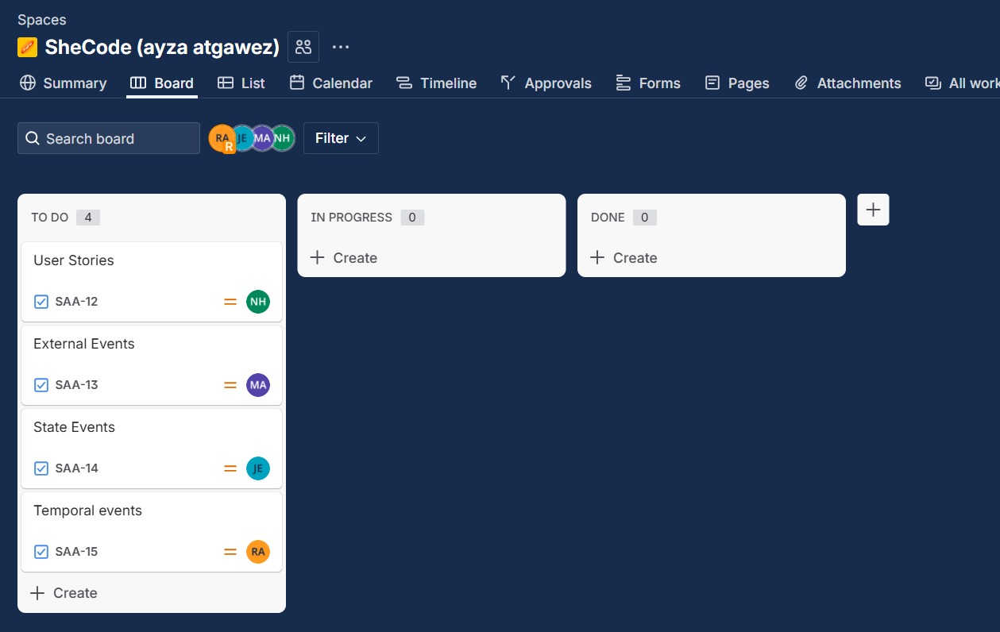 Spaces
SheCode (ayza atgawez)
Summary Board List Calendar Timeline Approvals Forms Pages Attachments All work
Search board RA R JE MA NH Filter
TO DO 4
User Stories
SAA-12 NH
External Events
SAA-13 MA
State Events
SAA-14 JE
Temporal events
SAA-15 RA
Create
IN PROGRESS 0
Create
DONE 0
Create